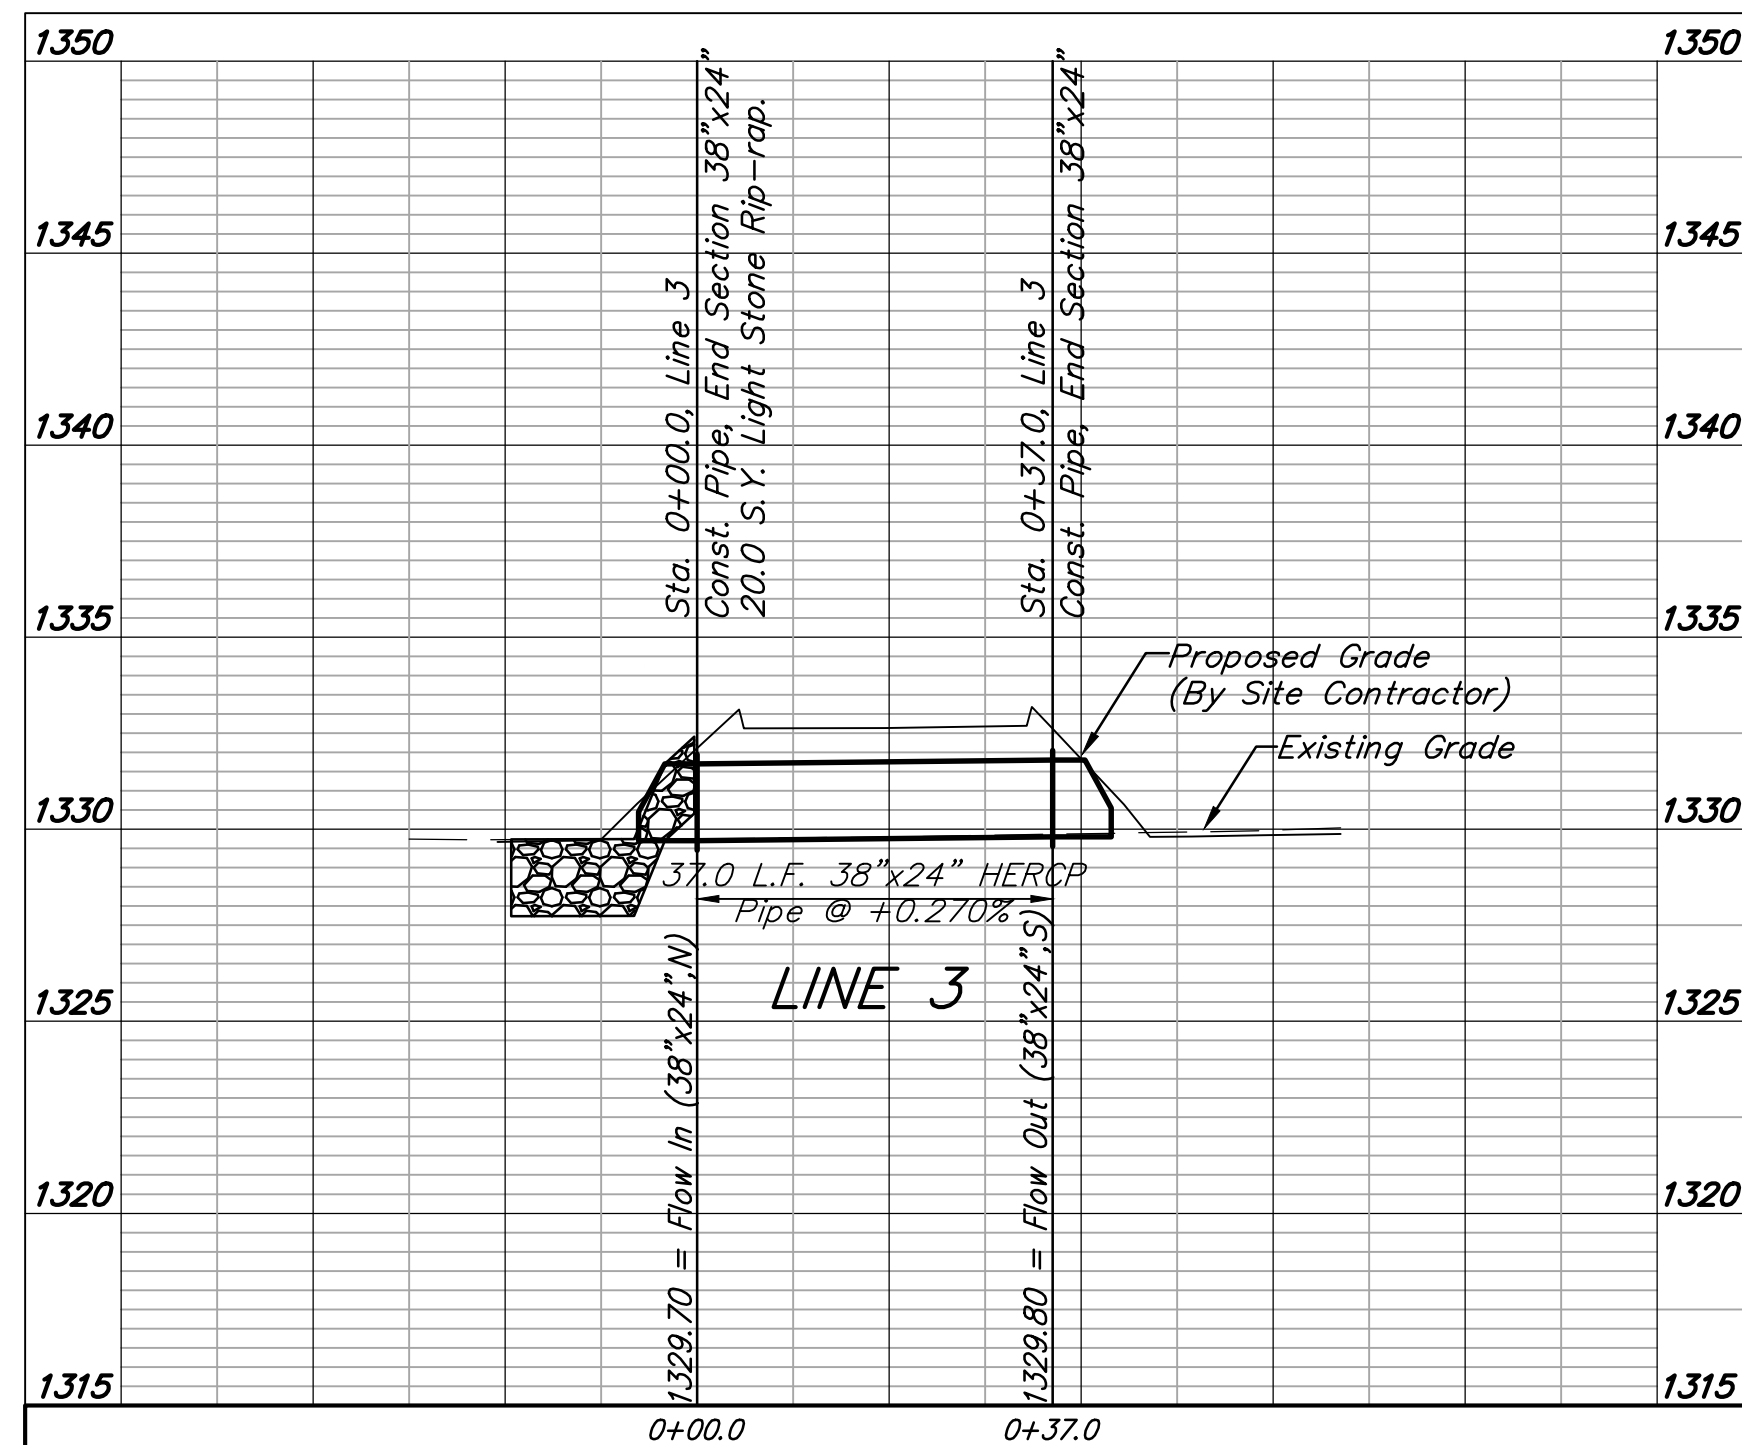 1350
1350
1345
1345
1340
1340
1335
1335
1330
1330
1325
1325
1320
1320
1315
1315
Sta. 0+00.0, Line 3
Const. Pipe, End Section 38"x24"
20.0 S.Y. Light Stone Rip-rap.
Sta. 0+37.0, Line 3
Const. Pipe, End Section 38"x24"
Proposed Grade
(By Site Contractor)
Existing Grade
37.0 L.F. 38"x24" HERCP
Pipe @ +0.270%
LINE 3
1329.70 = Flow In (38"x24",N)
1329.80 = Flow Out (38"x24",S)
0+00.0
0+37.0